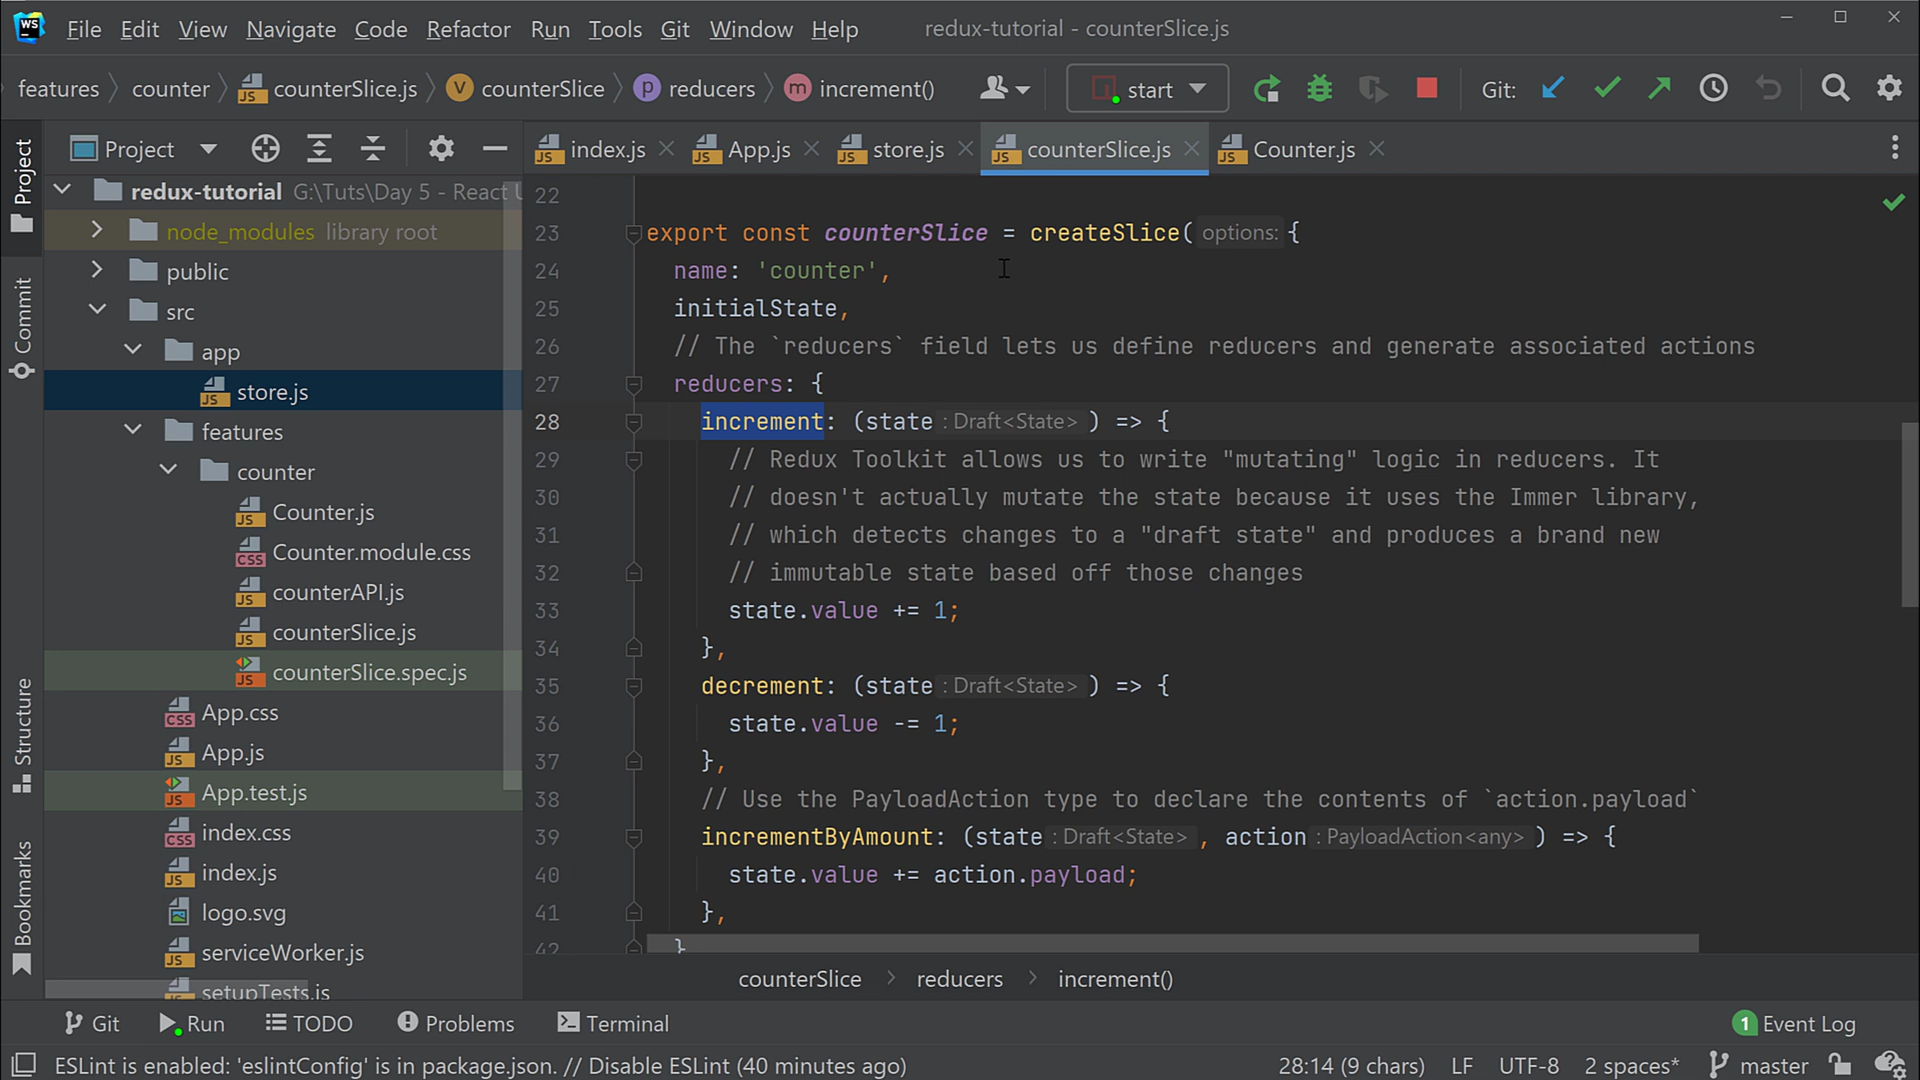 WS File Edit View Navigate Code Refactor Run Tools Git Window Help redux-tutorial - counterSlice.js
features counter counterSlice.js v counterSlice p reducers m increment() start Git:
Project index.js App.js store.js counterSlice.js Counter.js
Project
Commit
Structure
Bookmarks
redux-tutorial G:\Tuts\Day 5 - React U
node_modules library root
public
src
app
store.js
features
counter
Counter.js
Counter.module.css
counterAPI.js
counterSlice.js
counterSlice.spec.js
App.css
App.js
App.test.js
index.css
index.js
logo.svg
serviceWorker.js
setupTests.js
22
23 export const counterSlice = createSlice( options: {
24 name: 'counter',
25 initialState,
26 // The `reducers` field lets us define reducers and generate associated actions
27 reducers: {
28 increment: (state : Draft<State> ) => {
29 // Redux Toolkit allows us to write "mutating" logic in reducers. It
30 // doesn't actually mutate the state because it uses the Immer library,
31 // which detects changes to a "draft state" and produces a brand new
32 // immutable state based off those changes
33 state.value += 1;
34 },
35 decrement: (state : Draft<State> ) => {
36 state.value -= 1;
37 },
38 // Use the PayloadAction type to declare the contents of `action.payload`
39 incrementByAmount: (state : Draft<State> , action : PayloadAction<any> ) => {
40 state.value += action.payload;
41 },
42 }
counterSlice reducers increment()
Git Run TODO Problems Terminal 1 Event Log
ESLint is enabled: 'eslintConfig' is in package.json. // Disable ESLint (40 minutes ago) 28:14 (9 chars) LF UTF-8 2 spaces* master